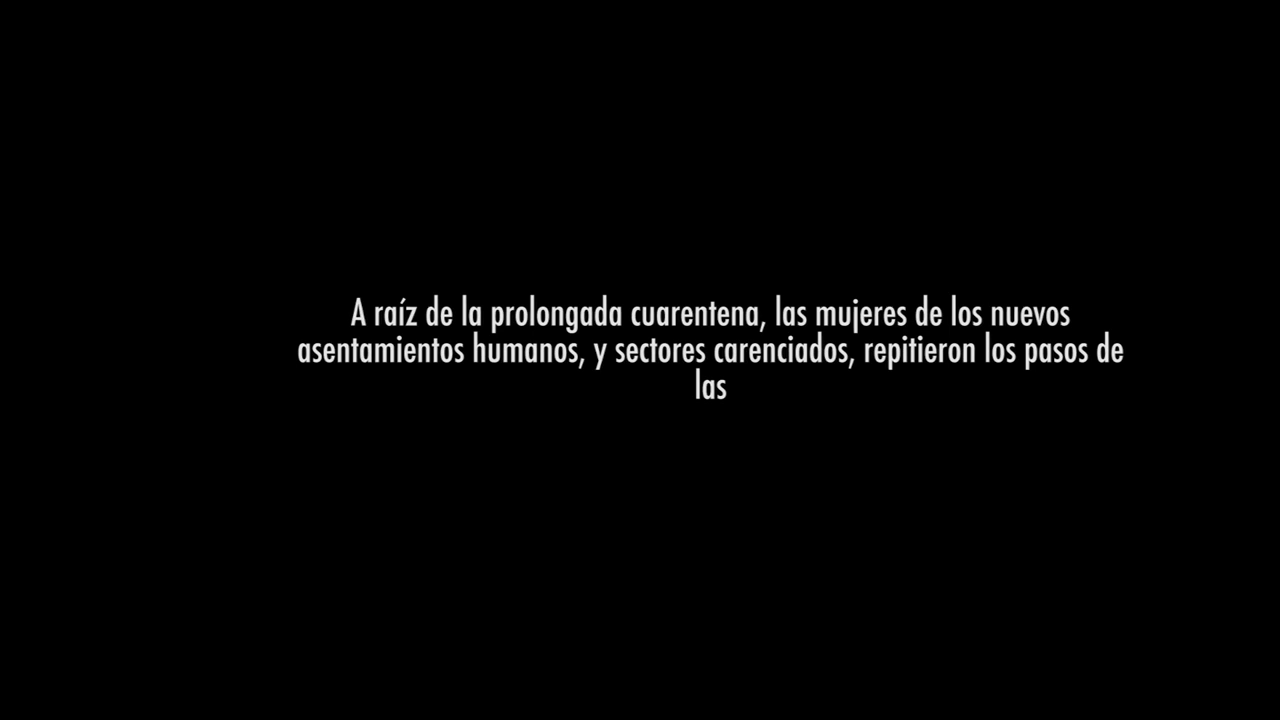 A raíz de la prolongada cuarentena, las mujeres de los nuevos
asentamientos humanos, y sectores carenciados, repitieron los pasos de
las